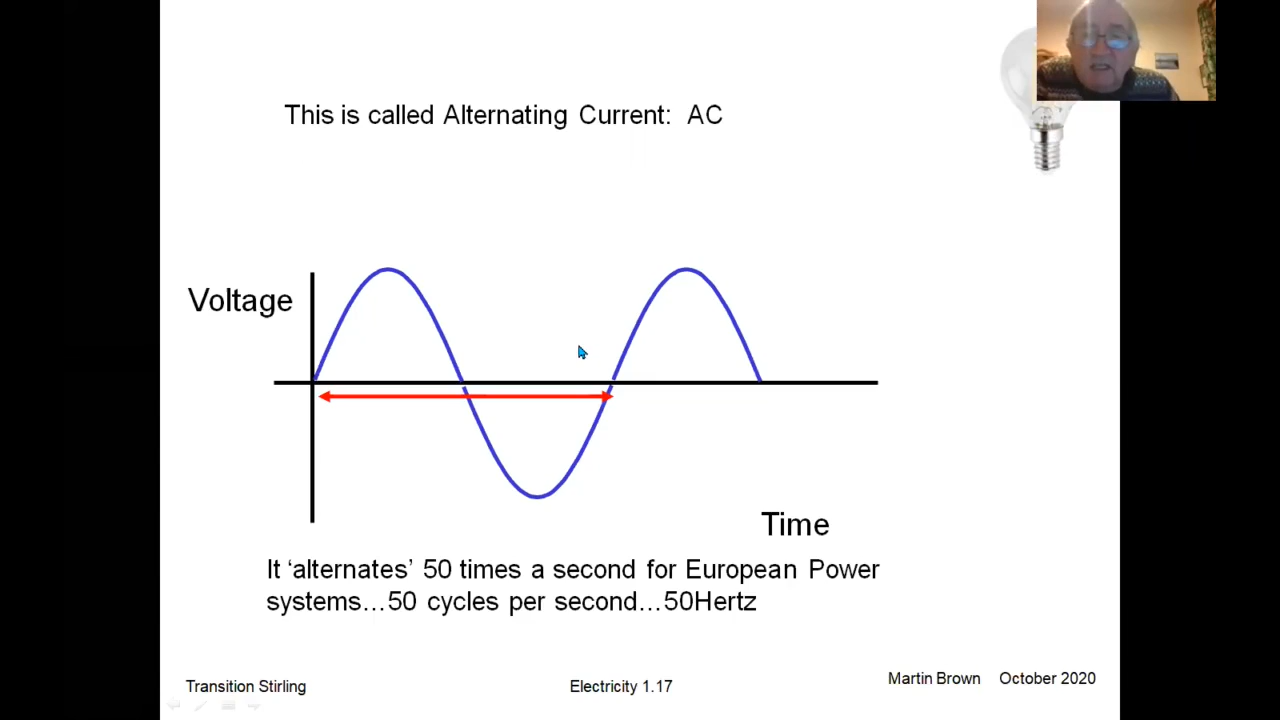 This is called Alternating Current: AC
Voltage
Time
It ‘alternates’ 50 times a second for European Power
systems…50 cycles per second…50Hertz
Transition Stirling
Electricity 1.17
Martin Brown October 2020